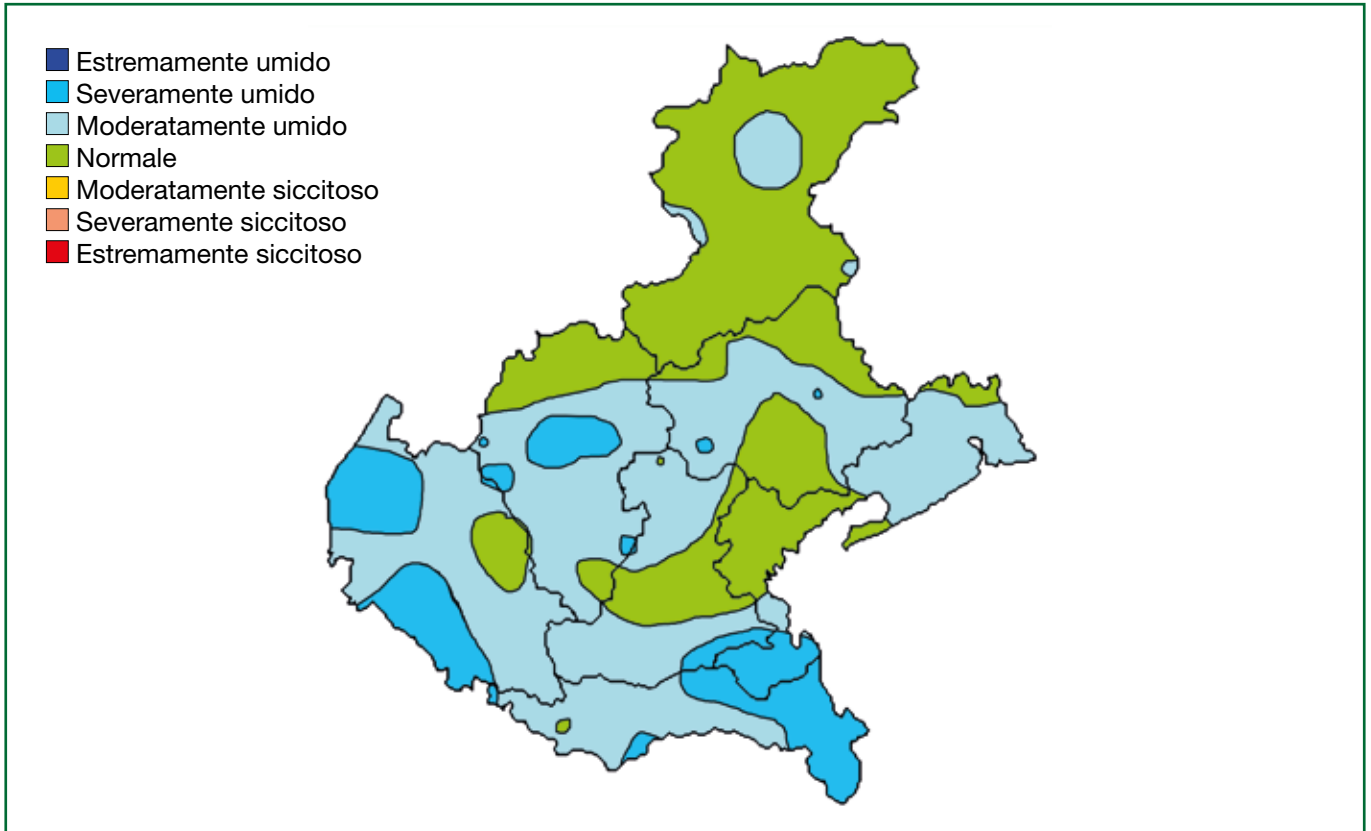 Estremamente umido
Severamente umido
Moderatamente umido
Normale
Moderatamente siccitoso
Severamente siccitoso
Estremamente siccitoso